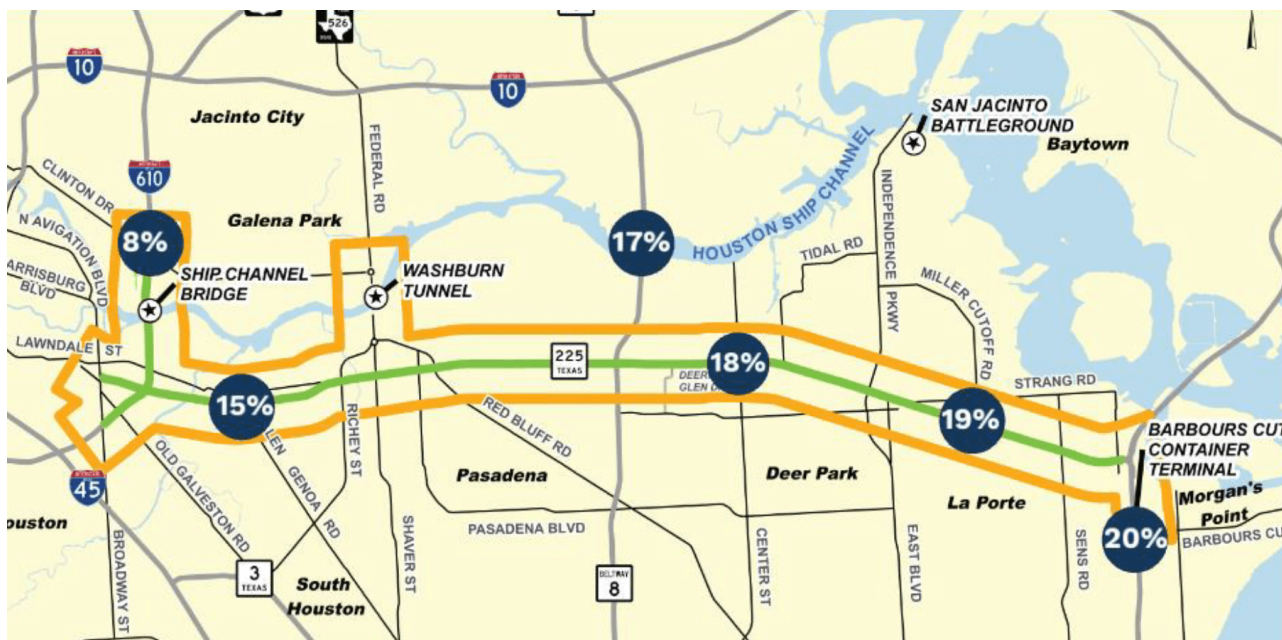 526
10
10
Jacinto City
SAN JACINTO
BATTLEGROUND
Baytown
FEDERAL RD
CLINTON DR
610
INDEPENDENCE PKWY
HOUSTON SHIP CHANNEL
N AVIGATION BLVD
Galena Park
8%
17%
TIDAL RD
SHIP CHANNEL
BRIDGE
WASHBURN
TUNNEL
MILLER CUTOFF RD
ARRISBURG
BLVD
LAWNDALE ST
225
TEXAS
18%
DEER
GLEN
STRANG RD
15%
19%
RICHEY ST
RED BLUFF RD
BARBOURS CUT
CONTAINER
TERMINAL
OLD GALVESTON RD
LEN GENOA RD
45
Pasadena
Deer Park
La Porte
Morgan's
Point
ouston
PASADENA BLVD
20%
BARBOURS CU
BROADWAY ST
SHAVER ST
CENTER ST
EAST BLVD
SENS RD
3
TEXAS
South
Houston
BELTWAY
8